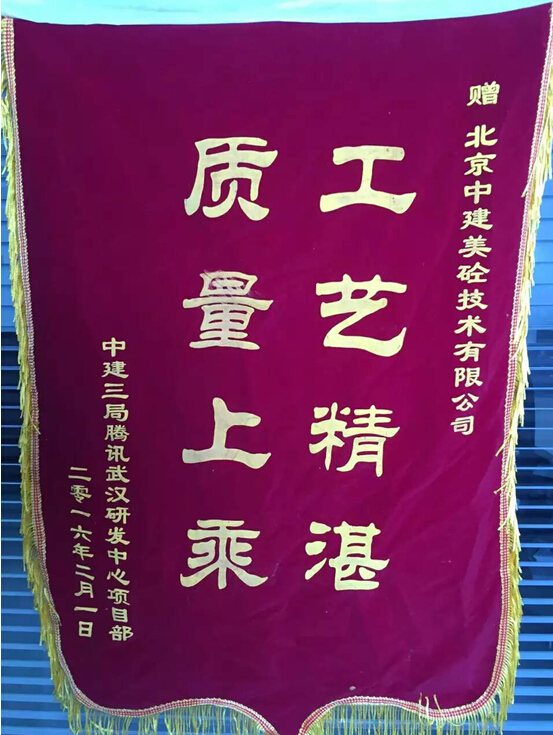 赠 北京中建美砼技术有限公司
工艺精湛
质量上乘
中建三局腾讯武汉研发中心项目部
二零一六年二月一日